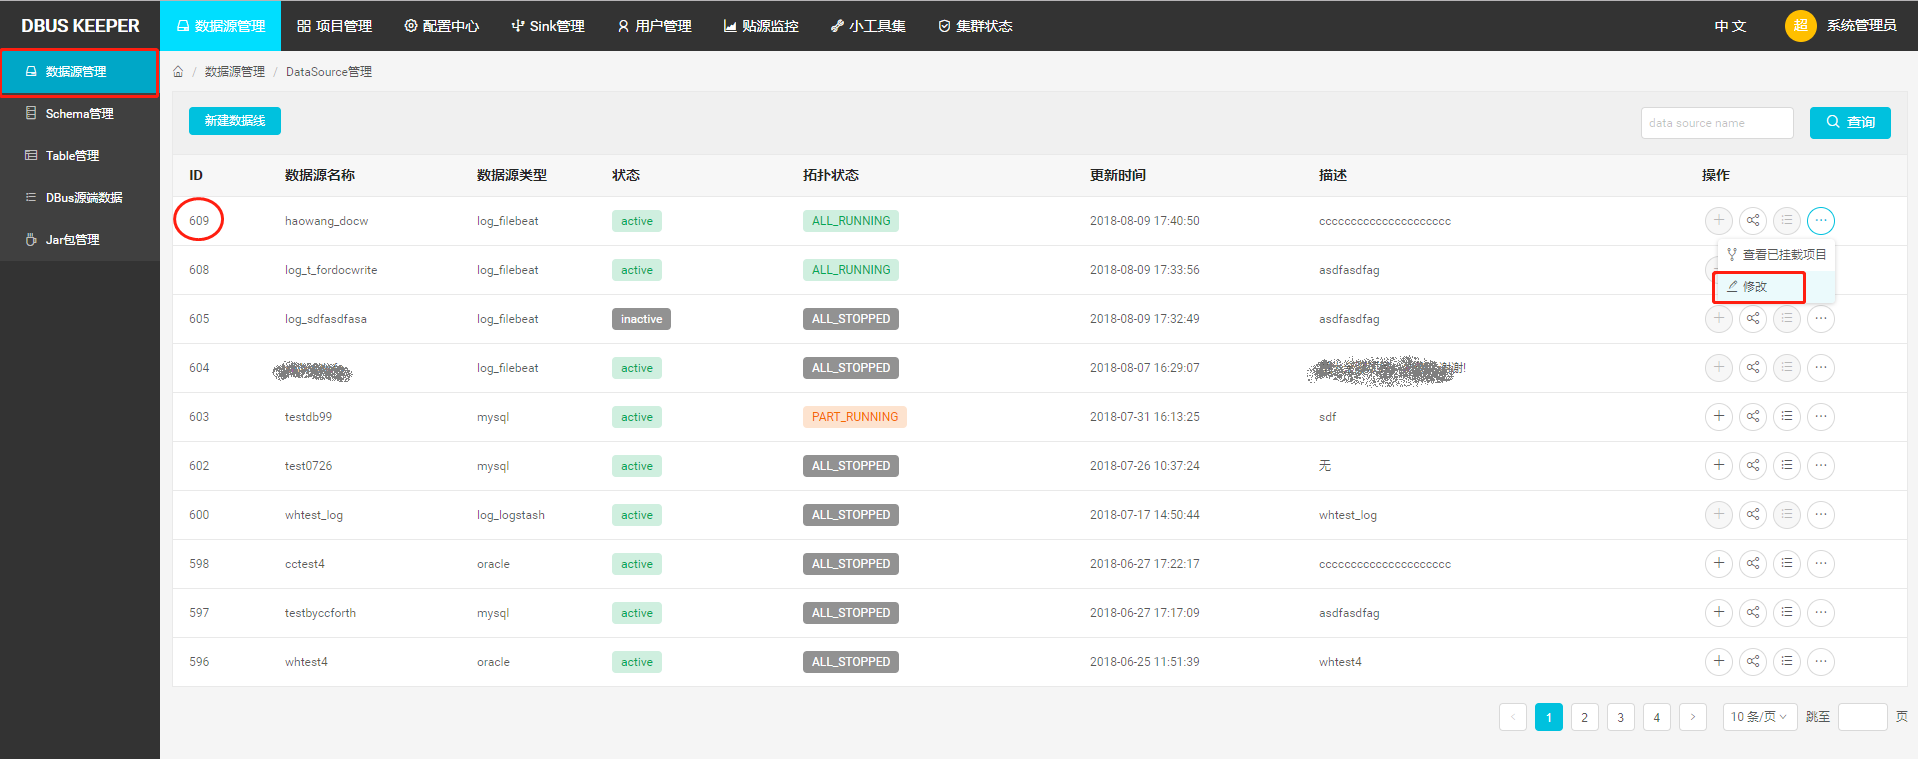 DBUS KEEPER 数据源管理 项目管理 配置中心 Sink管理 用户管理 贴源监控 小工具集 集群状态 中文 超 系统管理员
数据源管理
Schema管理
Table管理
DBus源端数据
Jar包管理
/ 数据源管理 / DataSource管理
新建数据线 data source name 查询
ID 数据源名称 数据源类型 状态 拓扑状态 更新时间 描述 操作
609 haowang_docw log_filebeat active ALL_RUNNING 2018-08-09 17:40:50 ccccccccccccccccccccc
查看已挂载项目
修改
608 log_t_fordocwrite log_filebeat active ALL_RUNNING 2018-08-09 17:33:56 asdfasdfag
605 log_sdfasdfasa log_filebeat inactive ALL_STOPPED 2018-08-09 17:32:49 asdfasdfag
604 log_filebeat active ALL_STOPPED 2018-08-07 16:29:07 谢!
603 testdb99 mysql active PART_RUNNING 2018-07-31 16:13:25 sdf
602 test0726 mysql active ALL_STOPPED 2018-07-26 10:37:24 无
600 whtest_log log_logstash active ALL_STOPPED 2018-07-17 14:50:44 whtest_log
598 cctest4 oracle active ALL_STOPPED 2018-06-27 17:22:17 ccccccccccccccccccccc
597 testbyccforth mysql active ALL_STOPPED 2018-06-27 17:17:09 asdfasdfag
596 whtest4 oracle active ALL_STOPPED 2018-06-25 11:51:39 whtest4
< 1 2 3 4 > 10 条/页 跳至 页